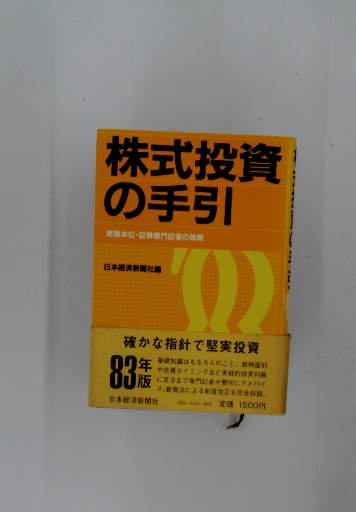 株式投資
の手引
実戦本位・証券専門記者の執筆
日本経済新聞社編
確かな指針で堅実投資
83年版
基礎知識はもちろんのこと、銘柄選別
や売買タイミングなど実戦的投資判断
に至るまで専門記者が懇切にアドバイ
ス。新商法による制度改正も完全収録。
日本経済新聞社
定価 1500円